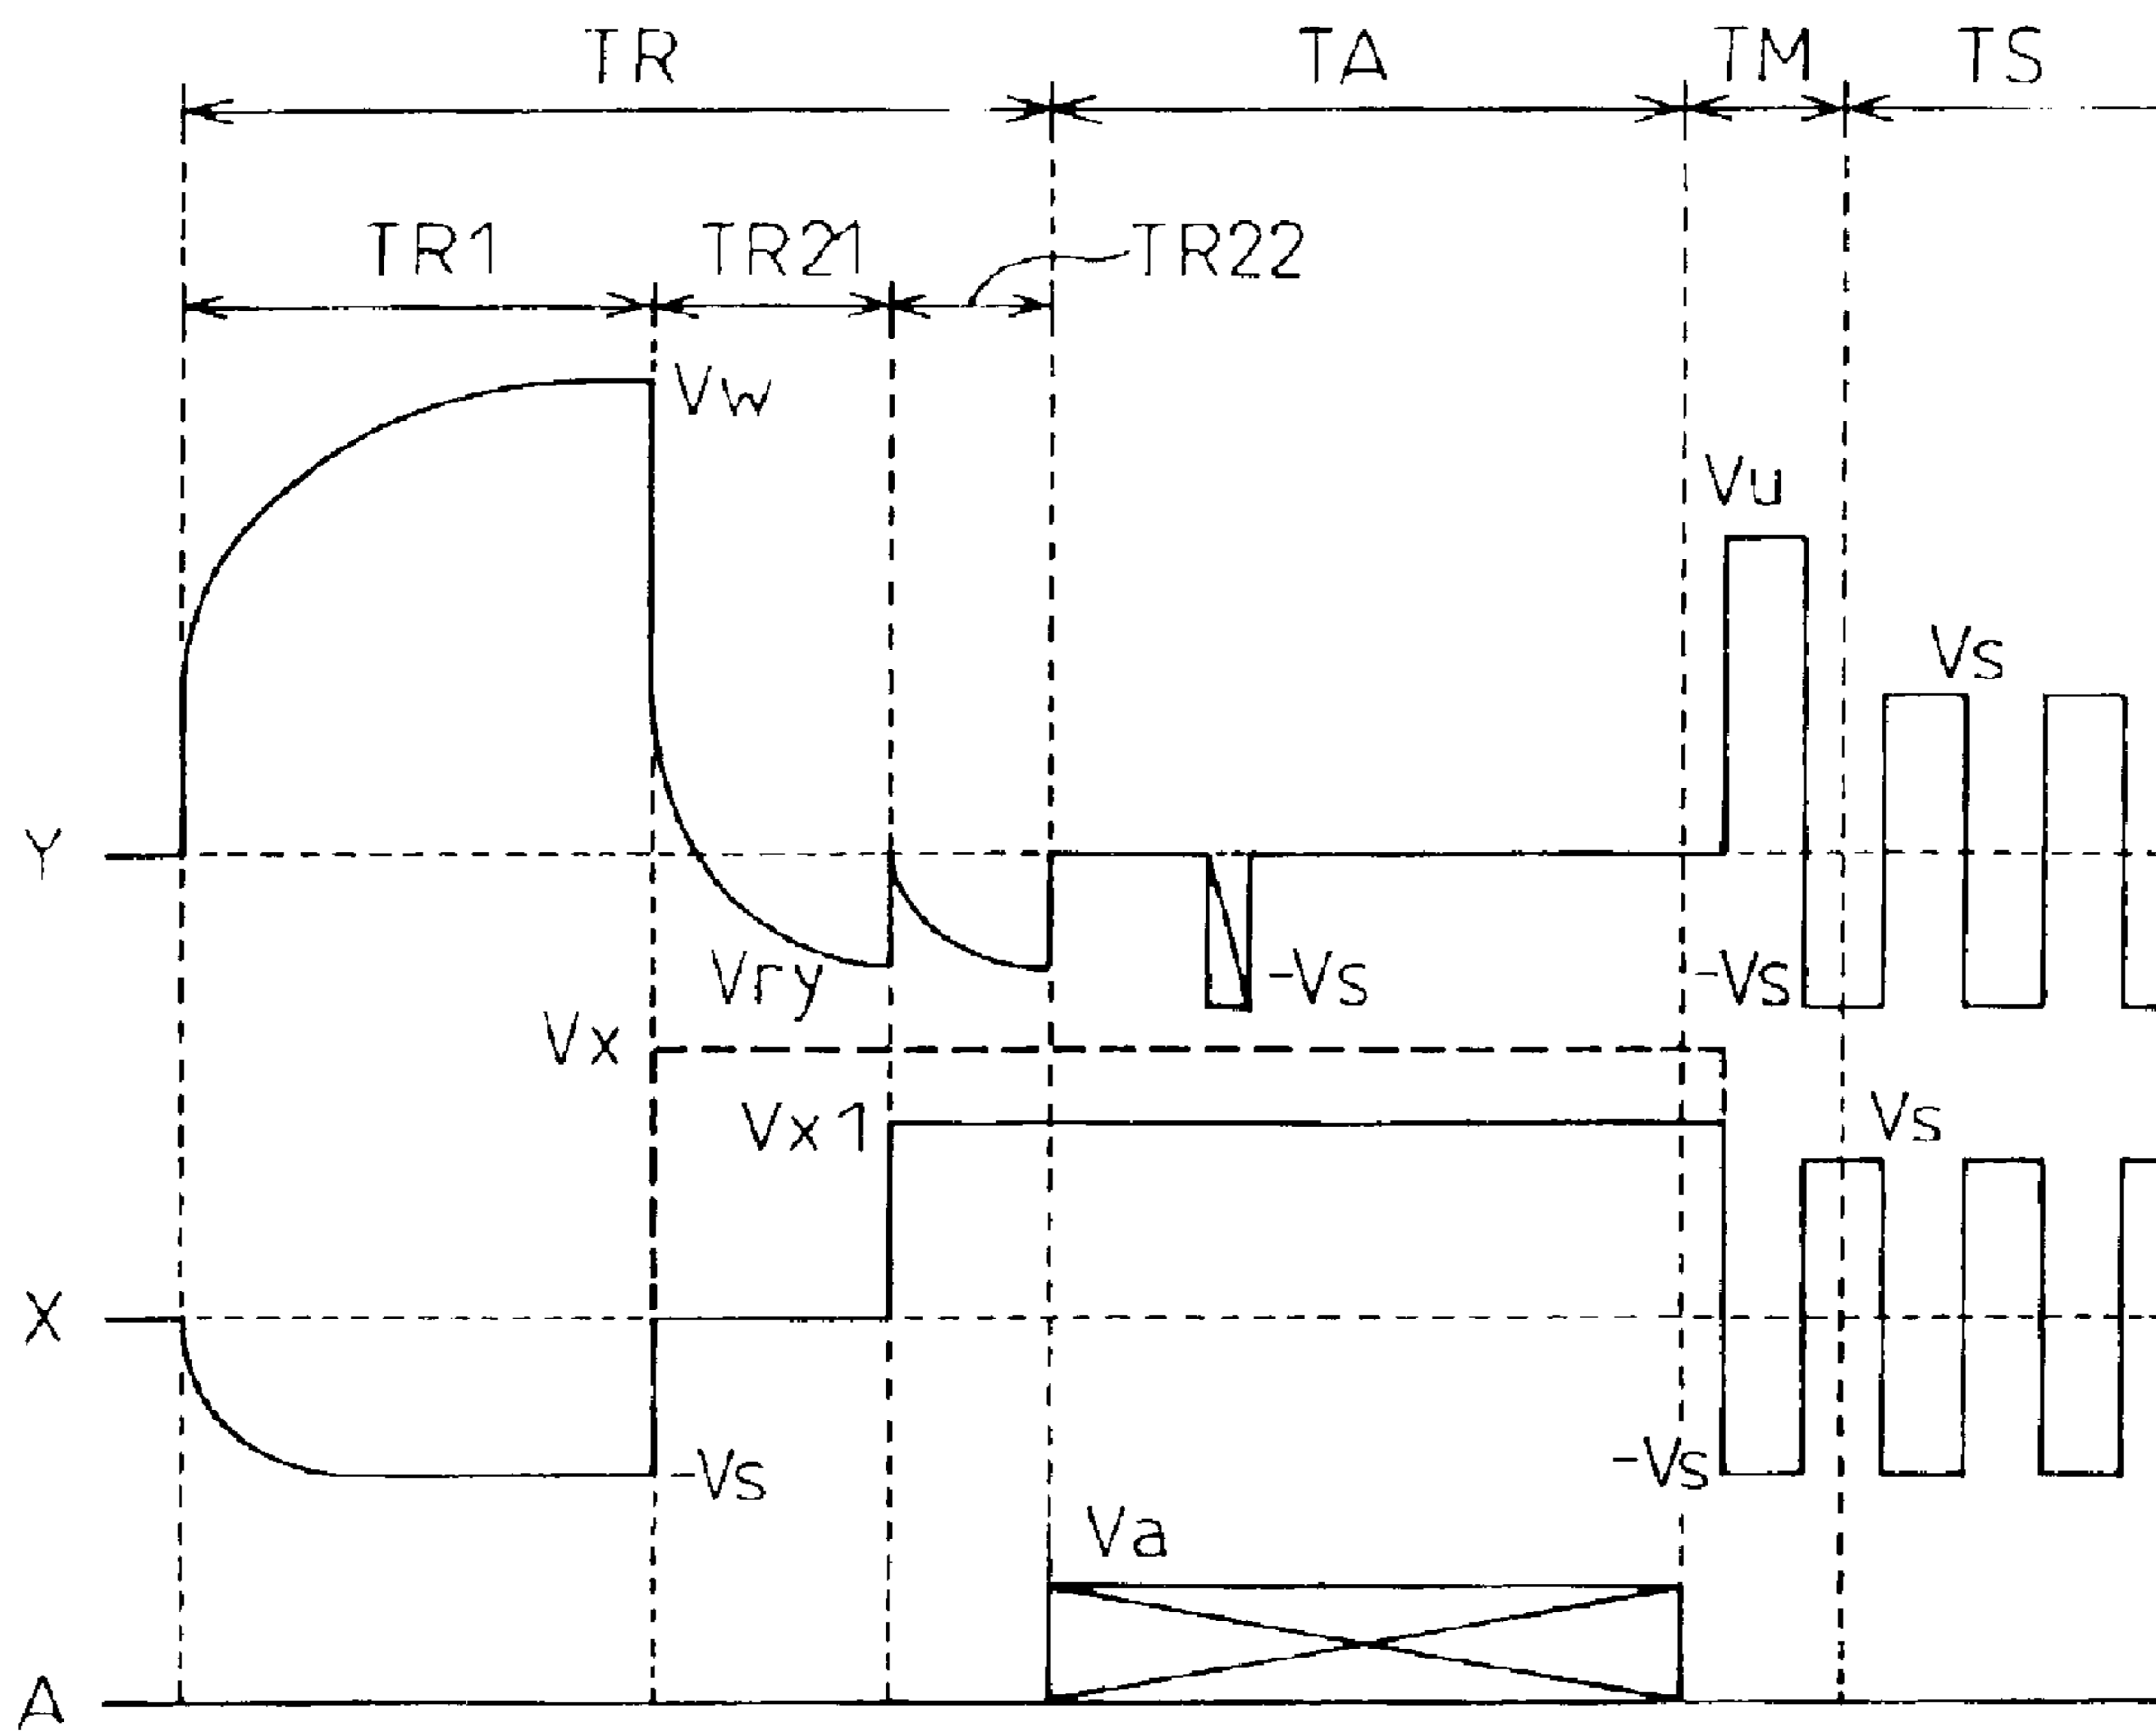 TR TA TM TS
TR1 TR21 TR22
Vw
Vu
Vs
Y
Vry -Vs -Vs
Vx
Vx1 Vs
X
-Vs -Vs
Va
A